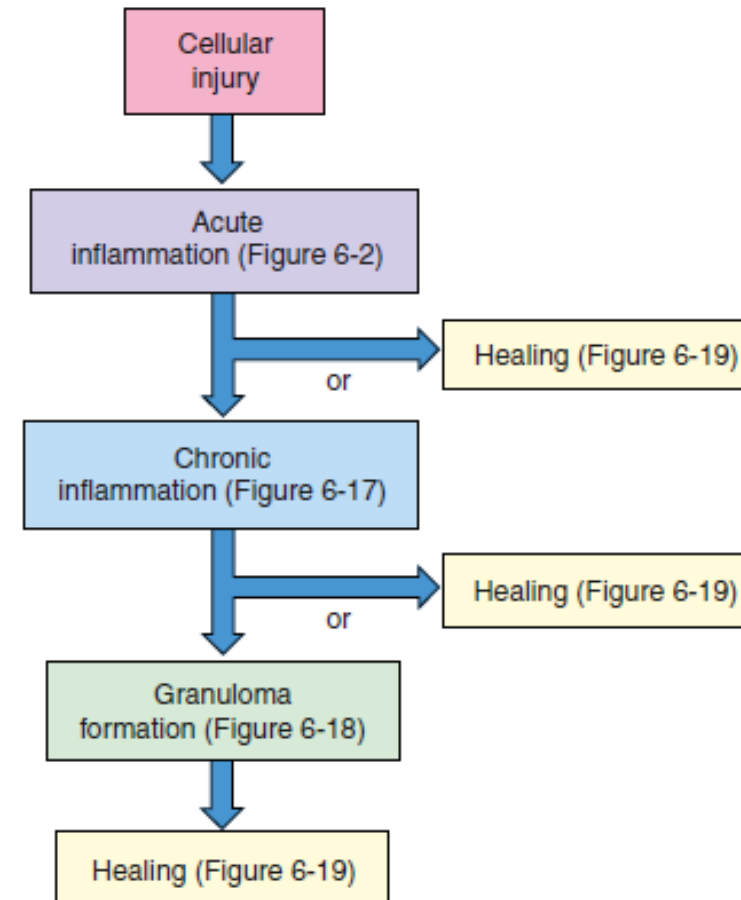 Cellular
injury
Acute
inflammation (Figure 6-2)
Healing (Figure 6-19)
or
Chronic
inflammation (Figure 6-17)
Healing (Figure 6-19)
or
Granuloma
formation (Figure 6-18)
Healing (Figure 6-19)